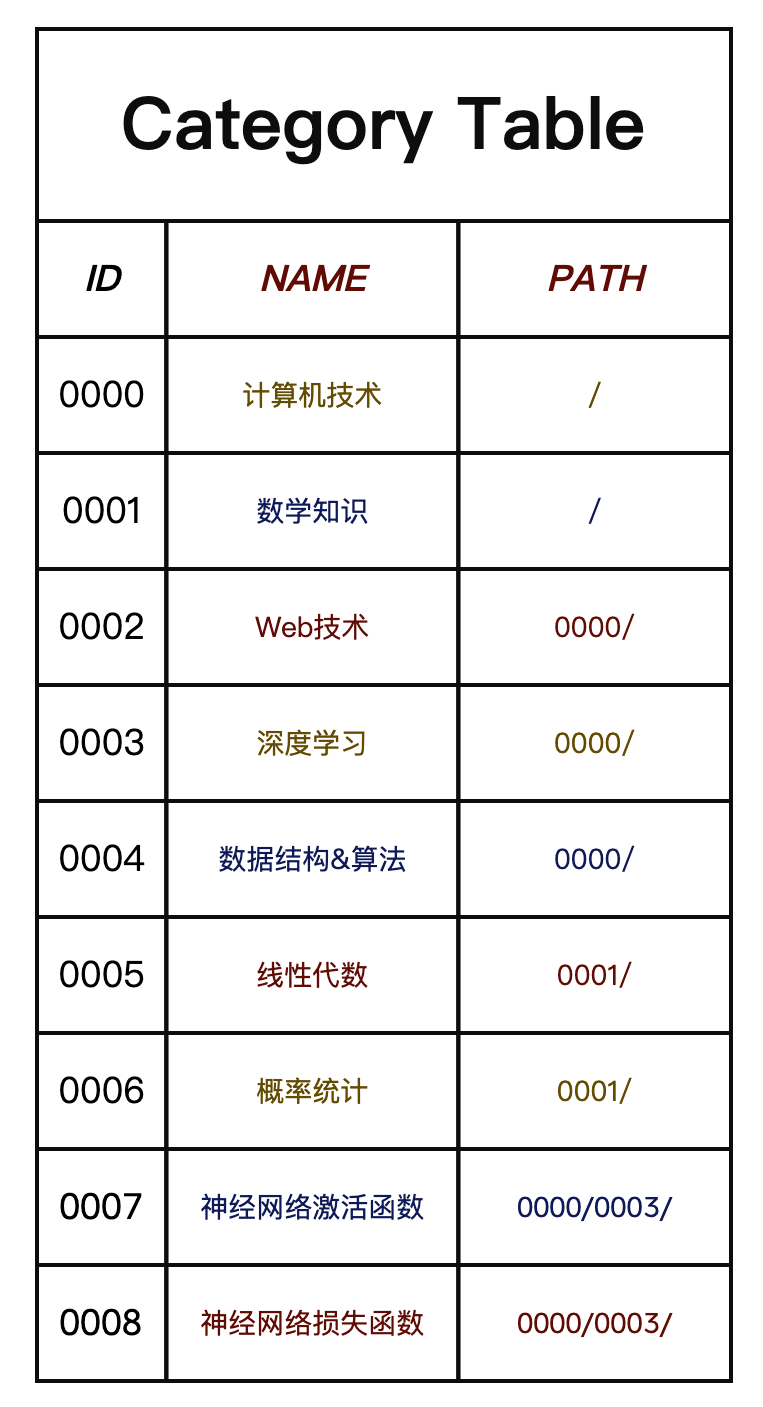 Category Table
ID NAME PATH
0000 计算机技术 /
0001 数学知识 /
0002 Web技术 0000/
0003 深度学习 0000/
0004 数据结构&算法 0000/
0005 线性代数 0001/
0006 概率统计 0001/
0007 神经网络激活函数 0000/0003/
0008 神经网络损失函数 0000/0003/